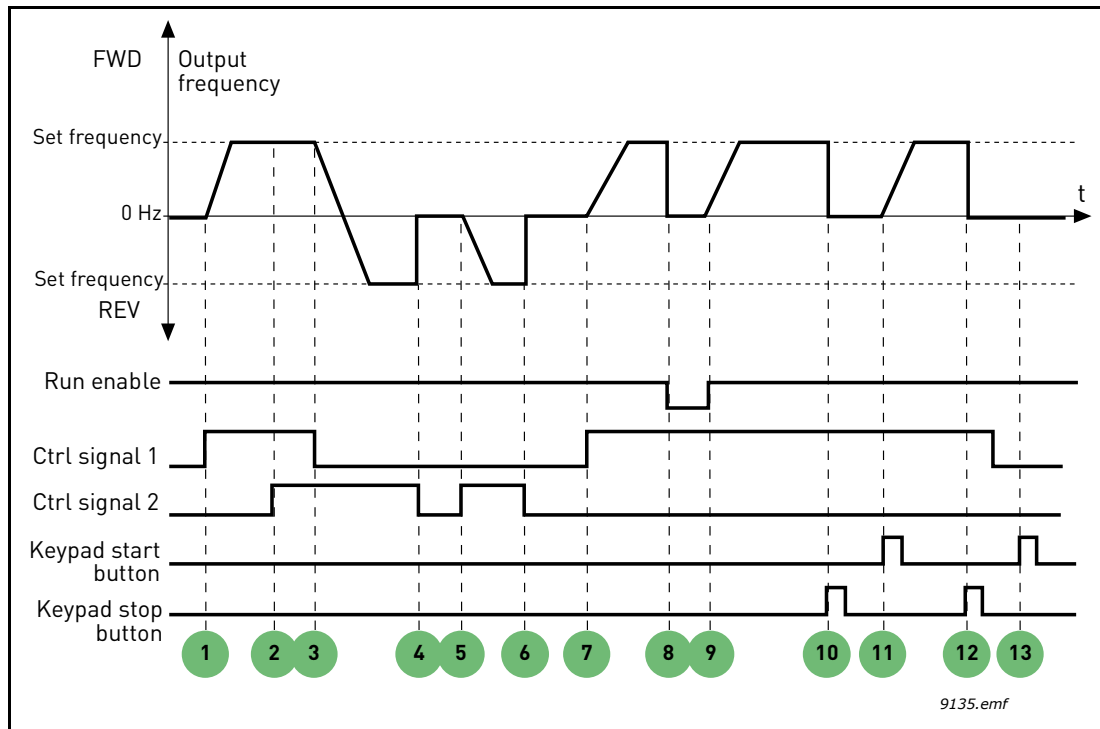 FWD
Output
frequency
Set frequency
0 Hz
t
Set frequency
REV
Run enable
Ctrl signal 1
Ctrl signal 2
Keypad start
button
Keypad stop
button
1 2 3 4 5 6 7 8 9 10 11 12 13
9135.emf